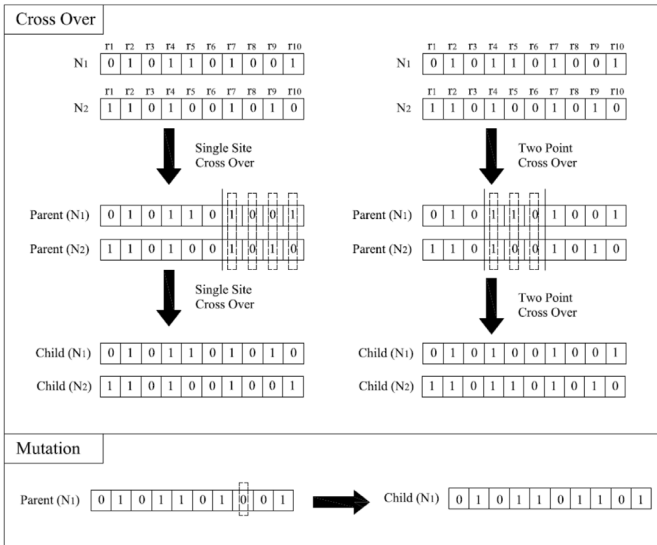 Cross Over
r1 r2 r3 r4 r5 r6 r7 r8 r9 r10
N1 0 1 0 1 1 0 1 0 0 1
r1 r2 r3 r4 r5 r6 r7 r8 r9 r10
N2 1 1 0 1 0 0 1 0 1 0
Single Site
Cross Over
Parent (N1) 0 1 0 1 1 0 1 0 0 1
Parent (N2) 1 1 0 1 0 0 1 0 1 0
Single Site
Cross Over
Child (N1) 0 1 0 1 1 0 1 0 1 0
Child (N2) 1 1 0 1 0 0 1 0 0 1
r1 r2 r3 r4 r5 r6 r7 r8 r9 r10
N1 0 1 0 1 1 0 1 0 0 1
r1 r2 r3 r4 r5 r6 r7 r8 r9 r10
N2 1 1 0 1 0 0 1 0 1 0
Two Point
Cross Over
Parent (N1) 0 1 0 1 1 0 1 0 0 1
Parent (N2) 1 1 0 1 0 0 1 0 1 0
Two Point
Cross Over
Child (N1) 0 1 0 1 0 0 1 0 0 1
Child (N2) 1 1 0 1 1 0 1 0 1 0
Mutation
Parent (N1) 0 1 0 1 1 0 1 0 0 1
Child (N1) 0 1 0 1 1 0 1 1 0 1